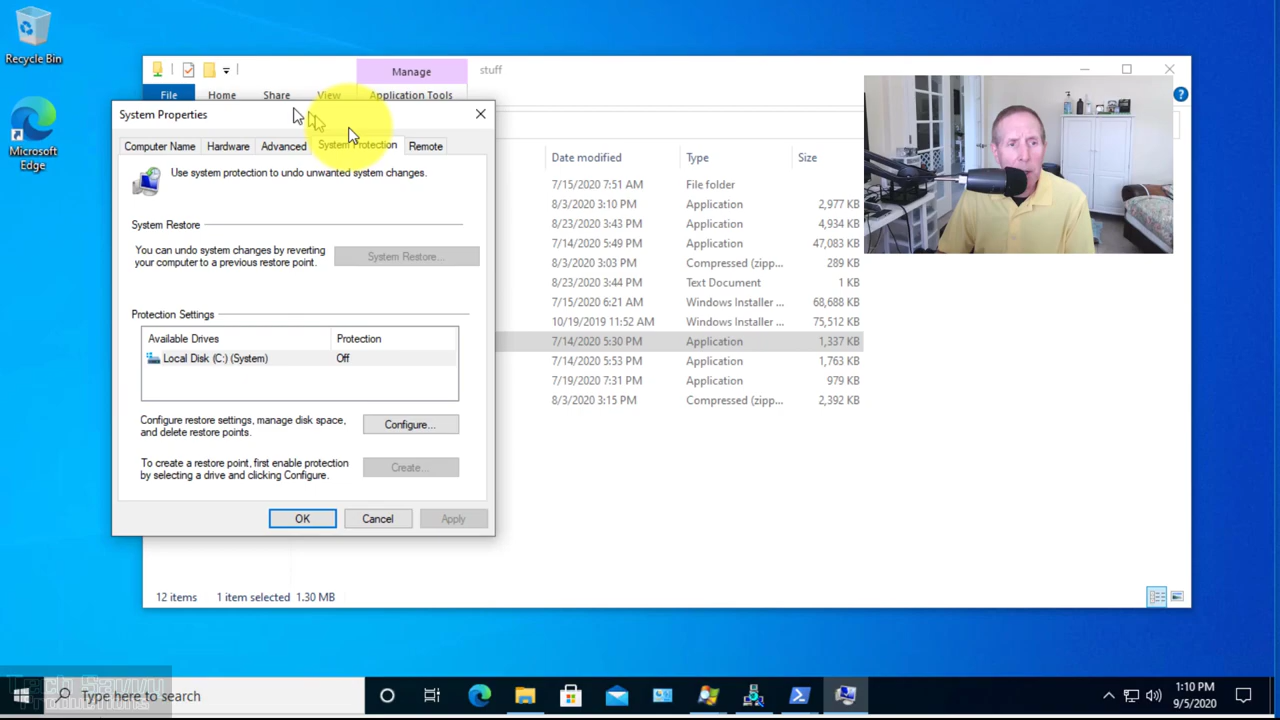 Recycle Bin
Microsoft
Edge
Manage
stuff
File
Home
Share
View
Application Tools
System Properties
Computer Name
Hardware
Advanced
System Protection
Remote
Use system protection to undo unwanted system changes.
System Restore
You can undo system changes by reverting
your computer to a previous restore point.
System Restore...
Protection Settings
Available Drives
Protection
Local Disk (C:) (System)
Off
Configure restore settings, manage disk space,
and delete restore points.
Configure...
To create a restore point, first enable protection
by selecting a drive and clicking Configure.
Create...
OK
Cancel
Apply
Date modified Type Size
7/15/2020 7:51 AM File folder
8/3/2020 3:10 PM Application 2,977 KB
8/23/2020 3:43 PM Application 4,934 KB
7/14/2020 5:49 PM Application 47,083 KB
8/3/2020 3:03 PM Compressed (zipp... 289 KB
8/23/2020 3:44 PM Text Document 1 KB
7/15/2020 6:21 AM Windows Installer ... 68,688 KB
10/19/2019 11:52 AM Windows Installer ... 75,512 KB
7/14/2020 5:30 PM Application 1,337 KB
7/14/2020 5:53 PM Application 1,763 KB
7/19/2020 7:31 PM Application 979 KB
8/3/2020 3:15 PM Compressed (zipp... 2,392 KB
12 items
1 item selected 1.30 MB
Tech Savvy
Productions
Type here to search
1:10 PM
9/5/2020